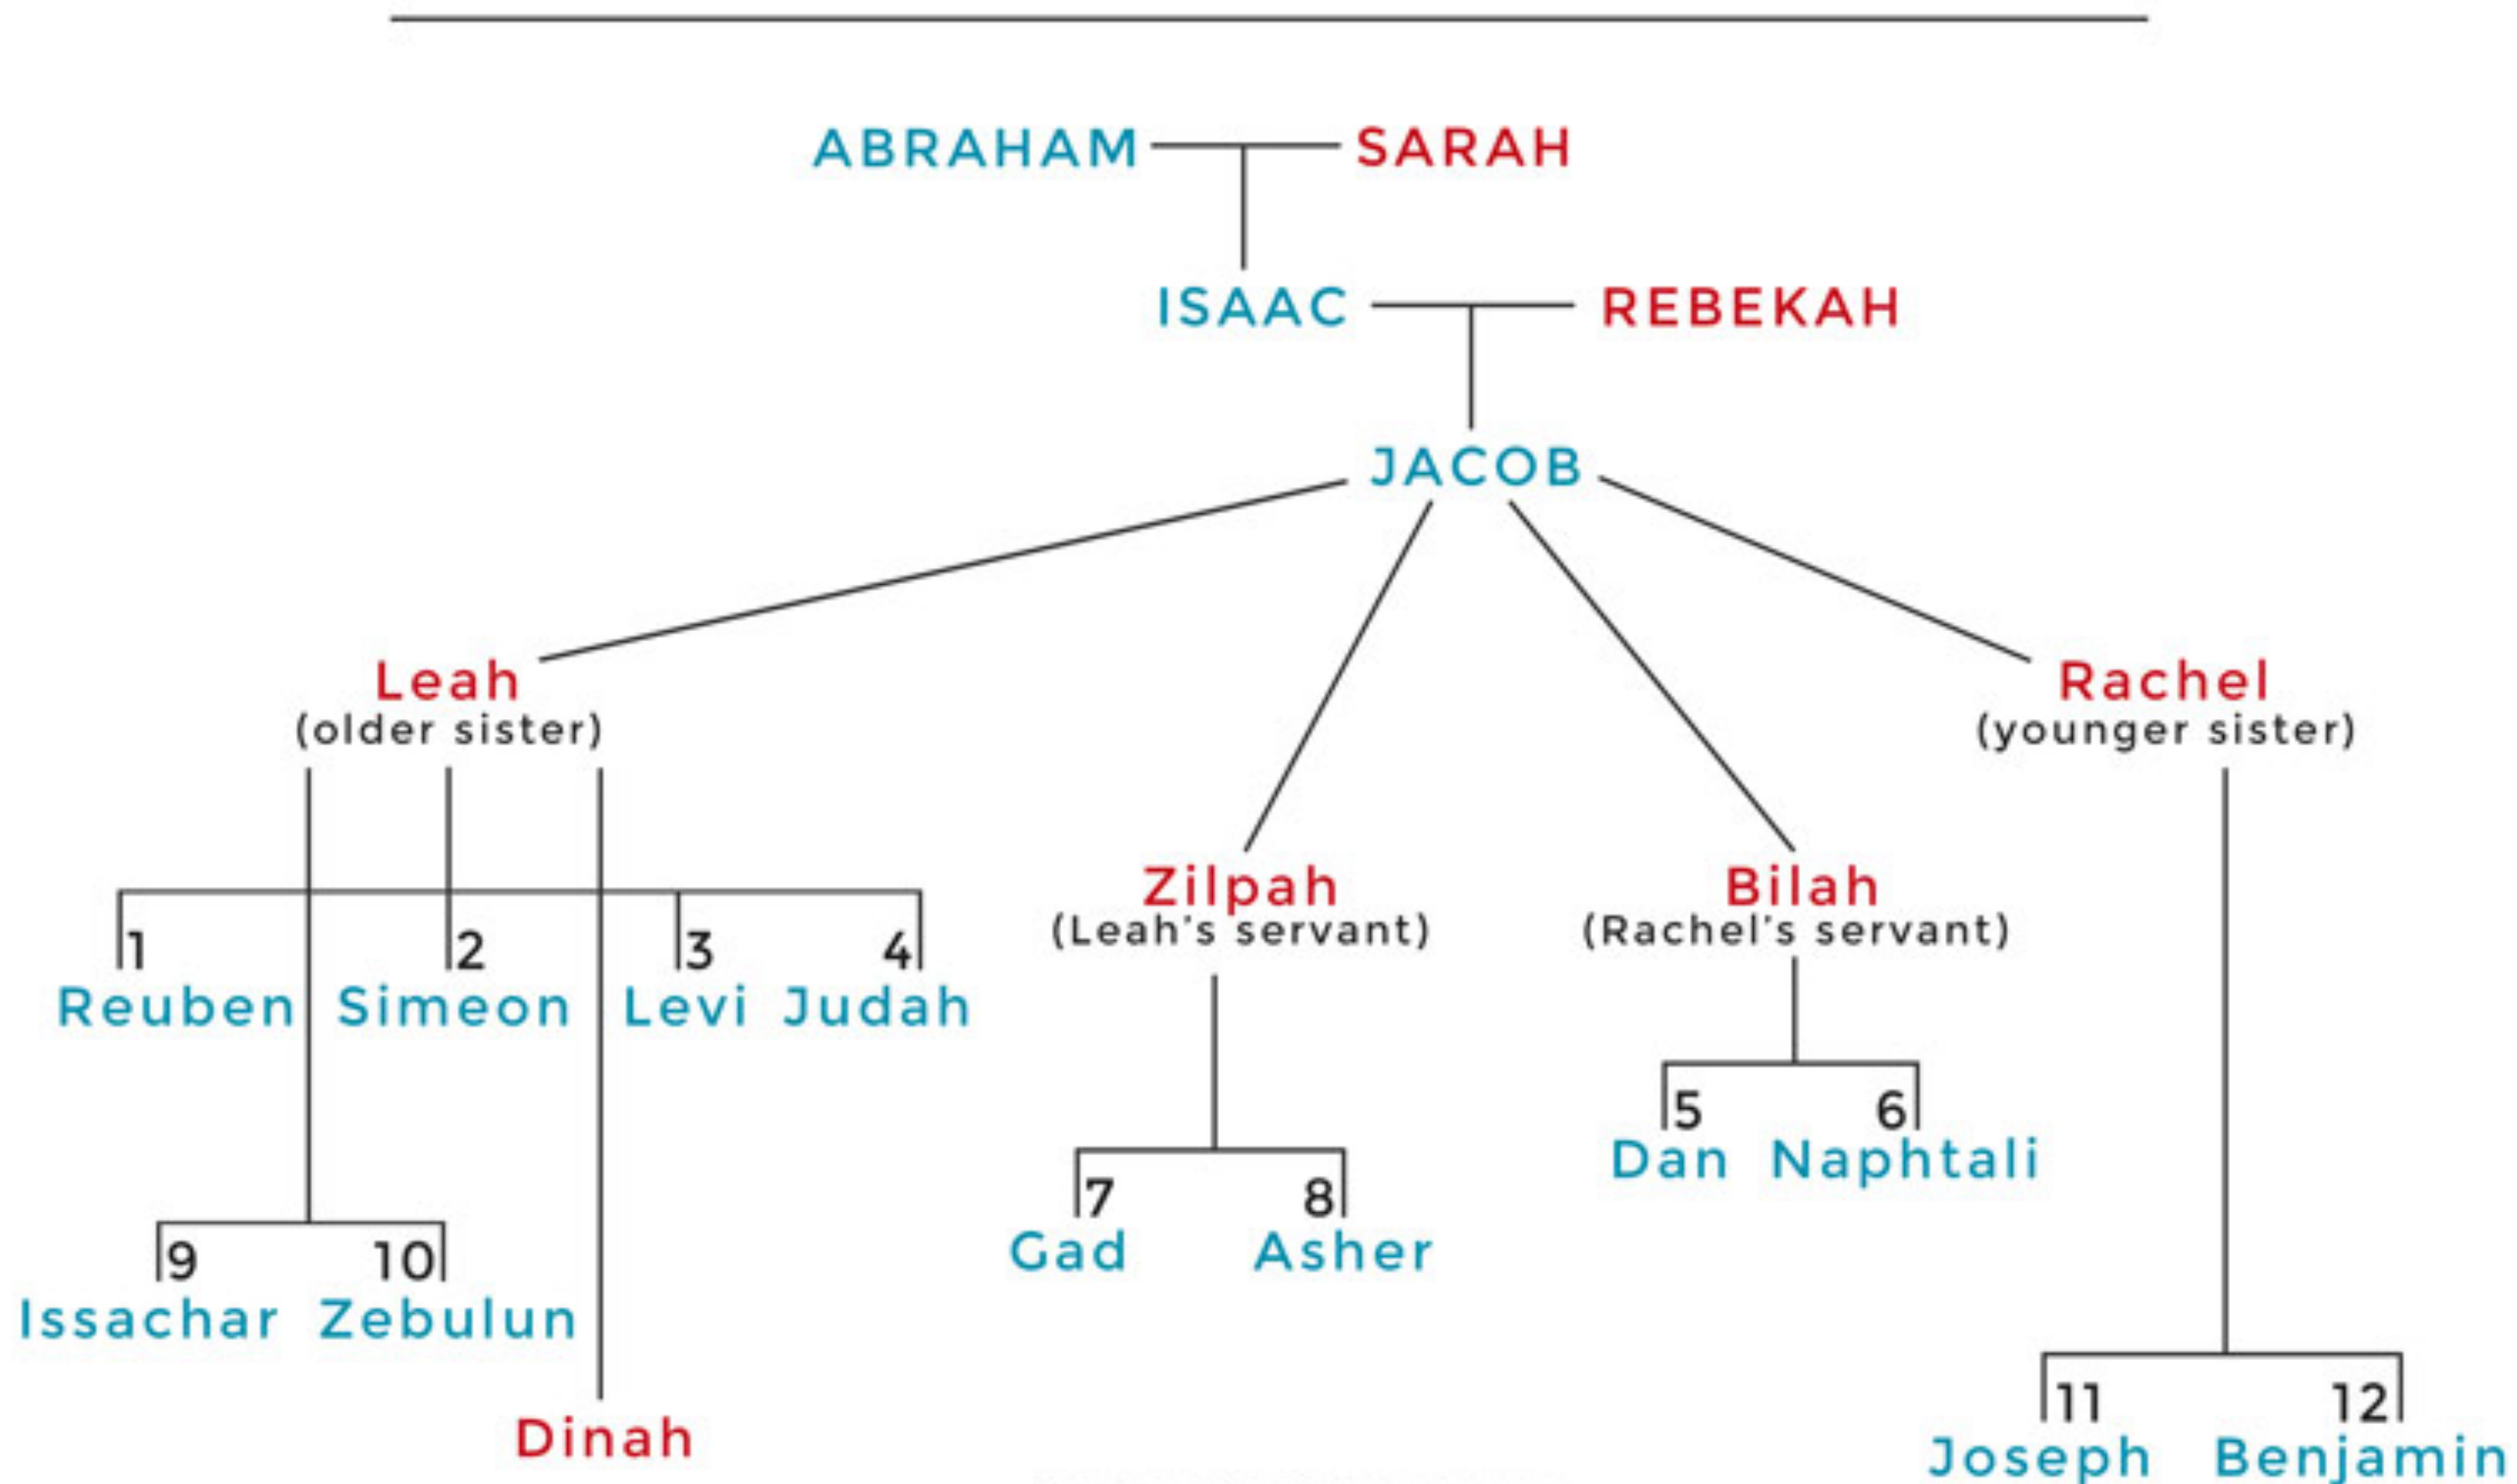 ABRAHAM SARAH
ISAAC REBEKAH
JACOB
Leah
(older sister)
Rachel
(younger sister)
Zilpah
(Leah's servant)
Bilah
(Rachel's servant)
1 2 3 4
Reuben Simeon Levi Judah
5 6
Dan Naphtali
7 8
Gad Asher
9 10
Issachar Zebulun
Dinah
11 12
Joseph Benjamin